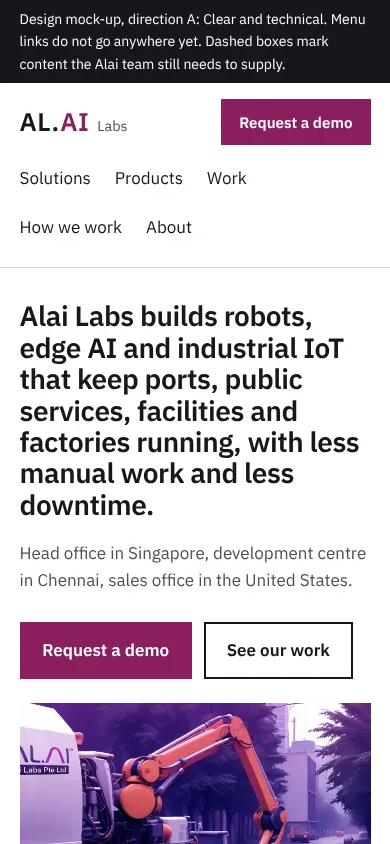 Design mock-up, direction A: Clear and technical. Menu
links do not go anywhere yet. Dashed boxes mark
content the Alai team still needs to supply.
AL.AI Labs
Request a demo
Solutions Products Work
How we work About
Alai Labs builds robots,
edge AI and industrial IoT
that keep ports, public
services, facilities and
factories running, with less
manual work and less
downtime.
Head office in Singapore, development centre
in Chennai, sales office in the United States.
Request a demo
See our work
AL.AI
Labs Pte Ltd